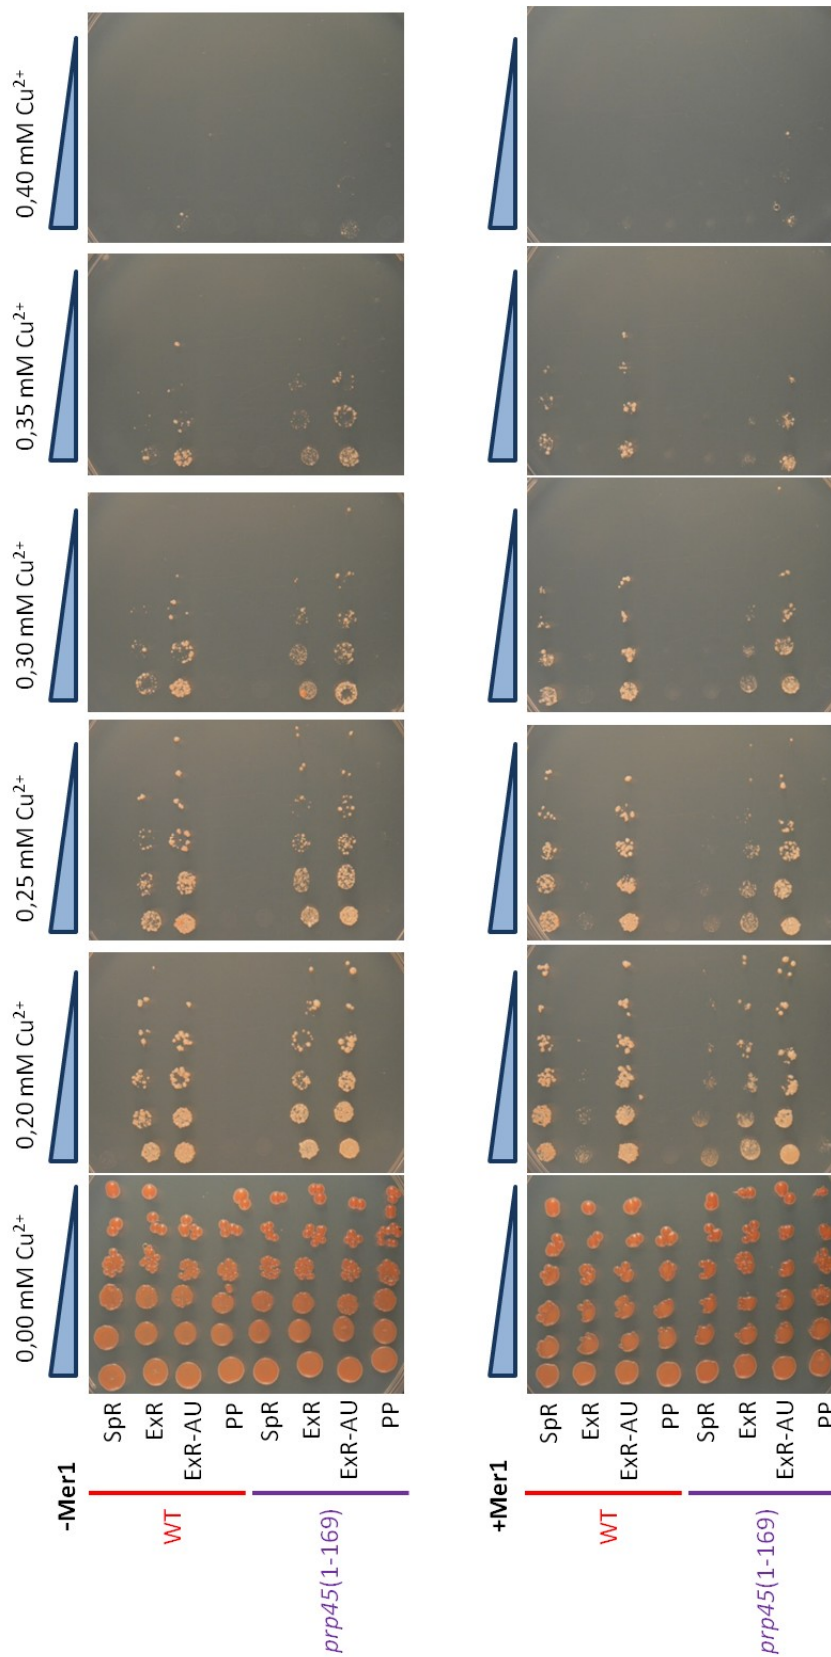 -Mer1
0,00 mM Cu²⁺
0,20 mM Cu²⁺
0,25 mM Cu²⁺
0,30 mM Cu²⁺
0,35 mM Cu²⁺
0,40 mM Cu²⁺
WT
SpR
ExR
ExR-AU
PP
prp45(1-169)
SpR
ExR
ExR-AU
PP
+Mer1
WT
SpR
ExR
ExR-AU
PP
prp45(1-169)
SpR
ExR
ExR-AU
PP